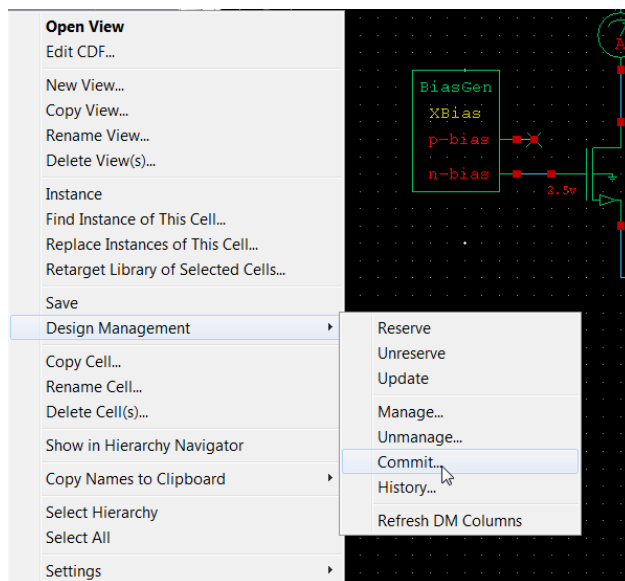 Open View
Edit CDF...
New View...
Copy View...
Rename View...
Delete View(s)...
Instance
Find Instance of This Cell...
Replace Instances of This Cell...
Retarget Library of Selected Cells...
Save
Design Management
Copy Cell...
Rename Cell...
Delete Cell(s)...
Show in Hierarchy Navigator
Copy Names to Clipboard
Select Hierarchy
Select All
Settings
Reserve
Unreserve
Update
Manage...
Unmanage...
Commit...
History...
Refresh DM Columns
BiasGen
XBias
p-bias
n-bias
2.5v
A